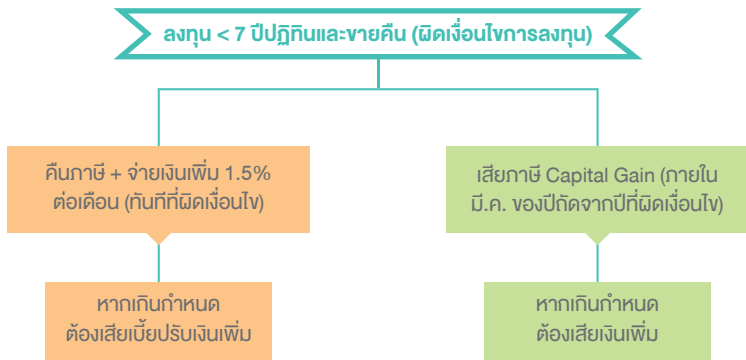 ลงทุน < 7 ปีปฏิทินและขายคืน (ผิดเงื่อนไขการลงทุน)
คืนภาษี + จ่ายเงินเพิ่ม 1.5%
ต่อเดือน (ทันทีที่ผิดเงื่อนไข)
หากเกินกำหนด
ต้องเสียเบี้ยปรับเงินเพิ่ม
เสียภาษี Capital Gain (ภายใน
มี.ค. ของปีถัดจากปีที่ผิดเงื่อนไข)
หากเกินกำหนด
ต้องเสียเงินเพิ่ม